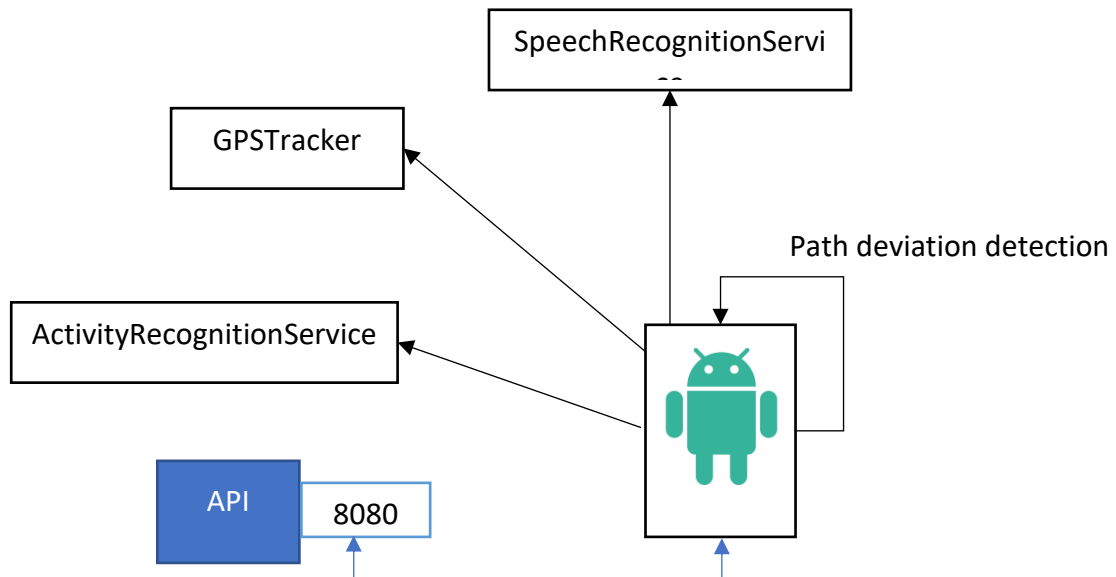 SpeechRecognitionServi
GPSTracker
Path deviation detection
ActivityRecognitionService
API
8080